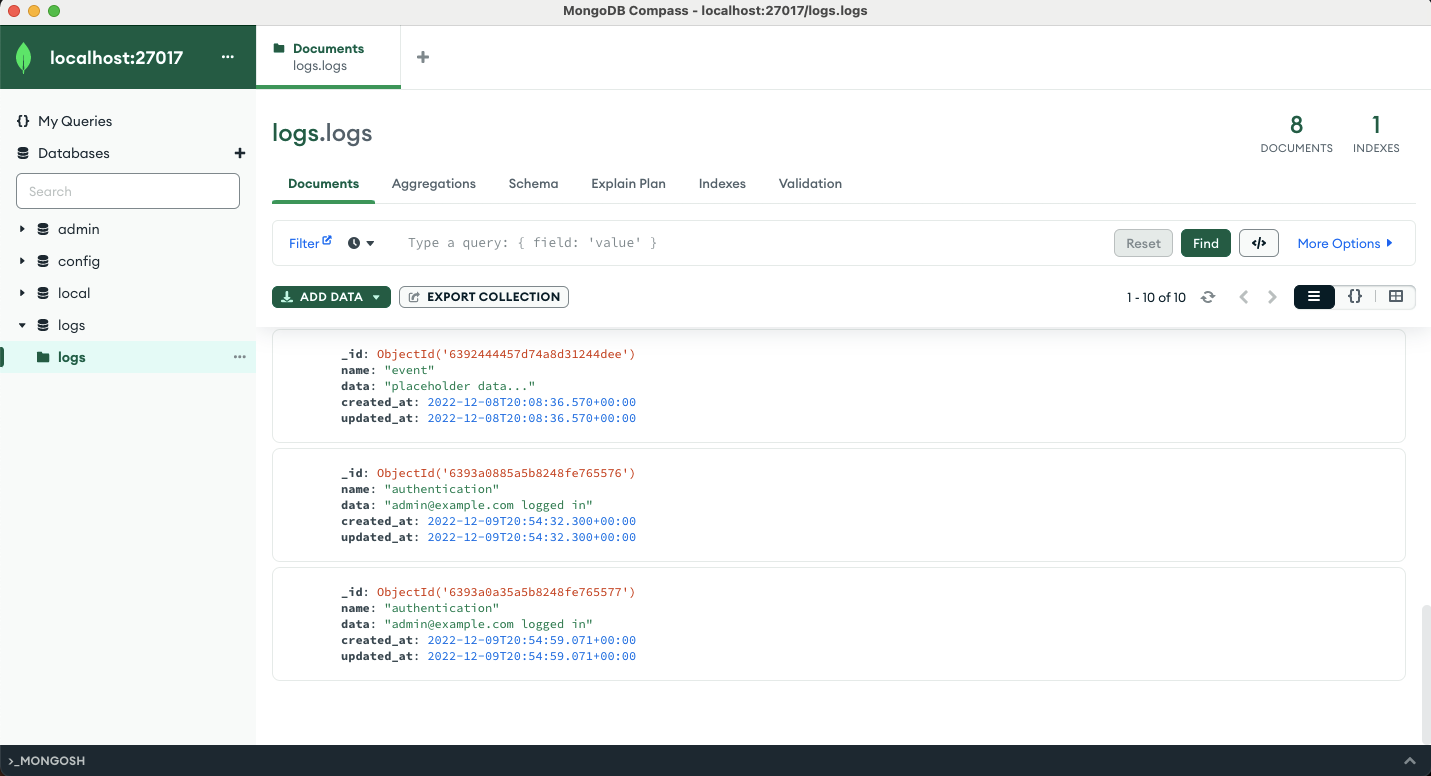 MongoDB Compass - localhost:27017/logs.logs
localhost:27017
Documents
logs.logs
{} My Queries
Databases
Search
admin
config
local
logs
logs
logs.logs
8
DOCUMENTS
1
INDEXES
Documents Aggregations Schema Explain Plan Indexes Validation
Filter Type a query: { field: 'value' } Reset Find </> More Options
ADD DATA EXPORT COLLECTION 1 - 10 of 10 {}
_id: ObjectId('6392444457d74a8d31244dee')
name: "event"
data: "placeholder data..."
created_at: 2022-12-08T20:08:36.570+00:00
updated_at: 2022-12-08T20:08:36.570+00:00
_id: ObjectId('6393a0885a5b8248fe765576')
name: "authentication"
data: "admin@example.com logged in"
created_at: 2022-12-09T20:54:32.300+00:00
updated_at: 2022-12-09T20:54:32.300+00:00
_id: ObjectId('6393a0a35a5b8248fe765577')
name: "authentication"
data: "admin@example.com logged in"
created_at: 2022-12-09T20:54:59.071+00:00
updated_at: 2022-12-09T20:54:59.071+00:00
>_MONGOSH